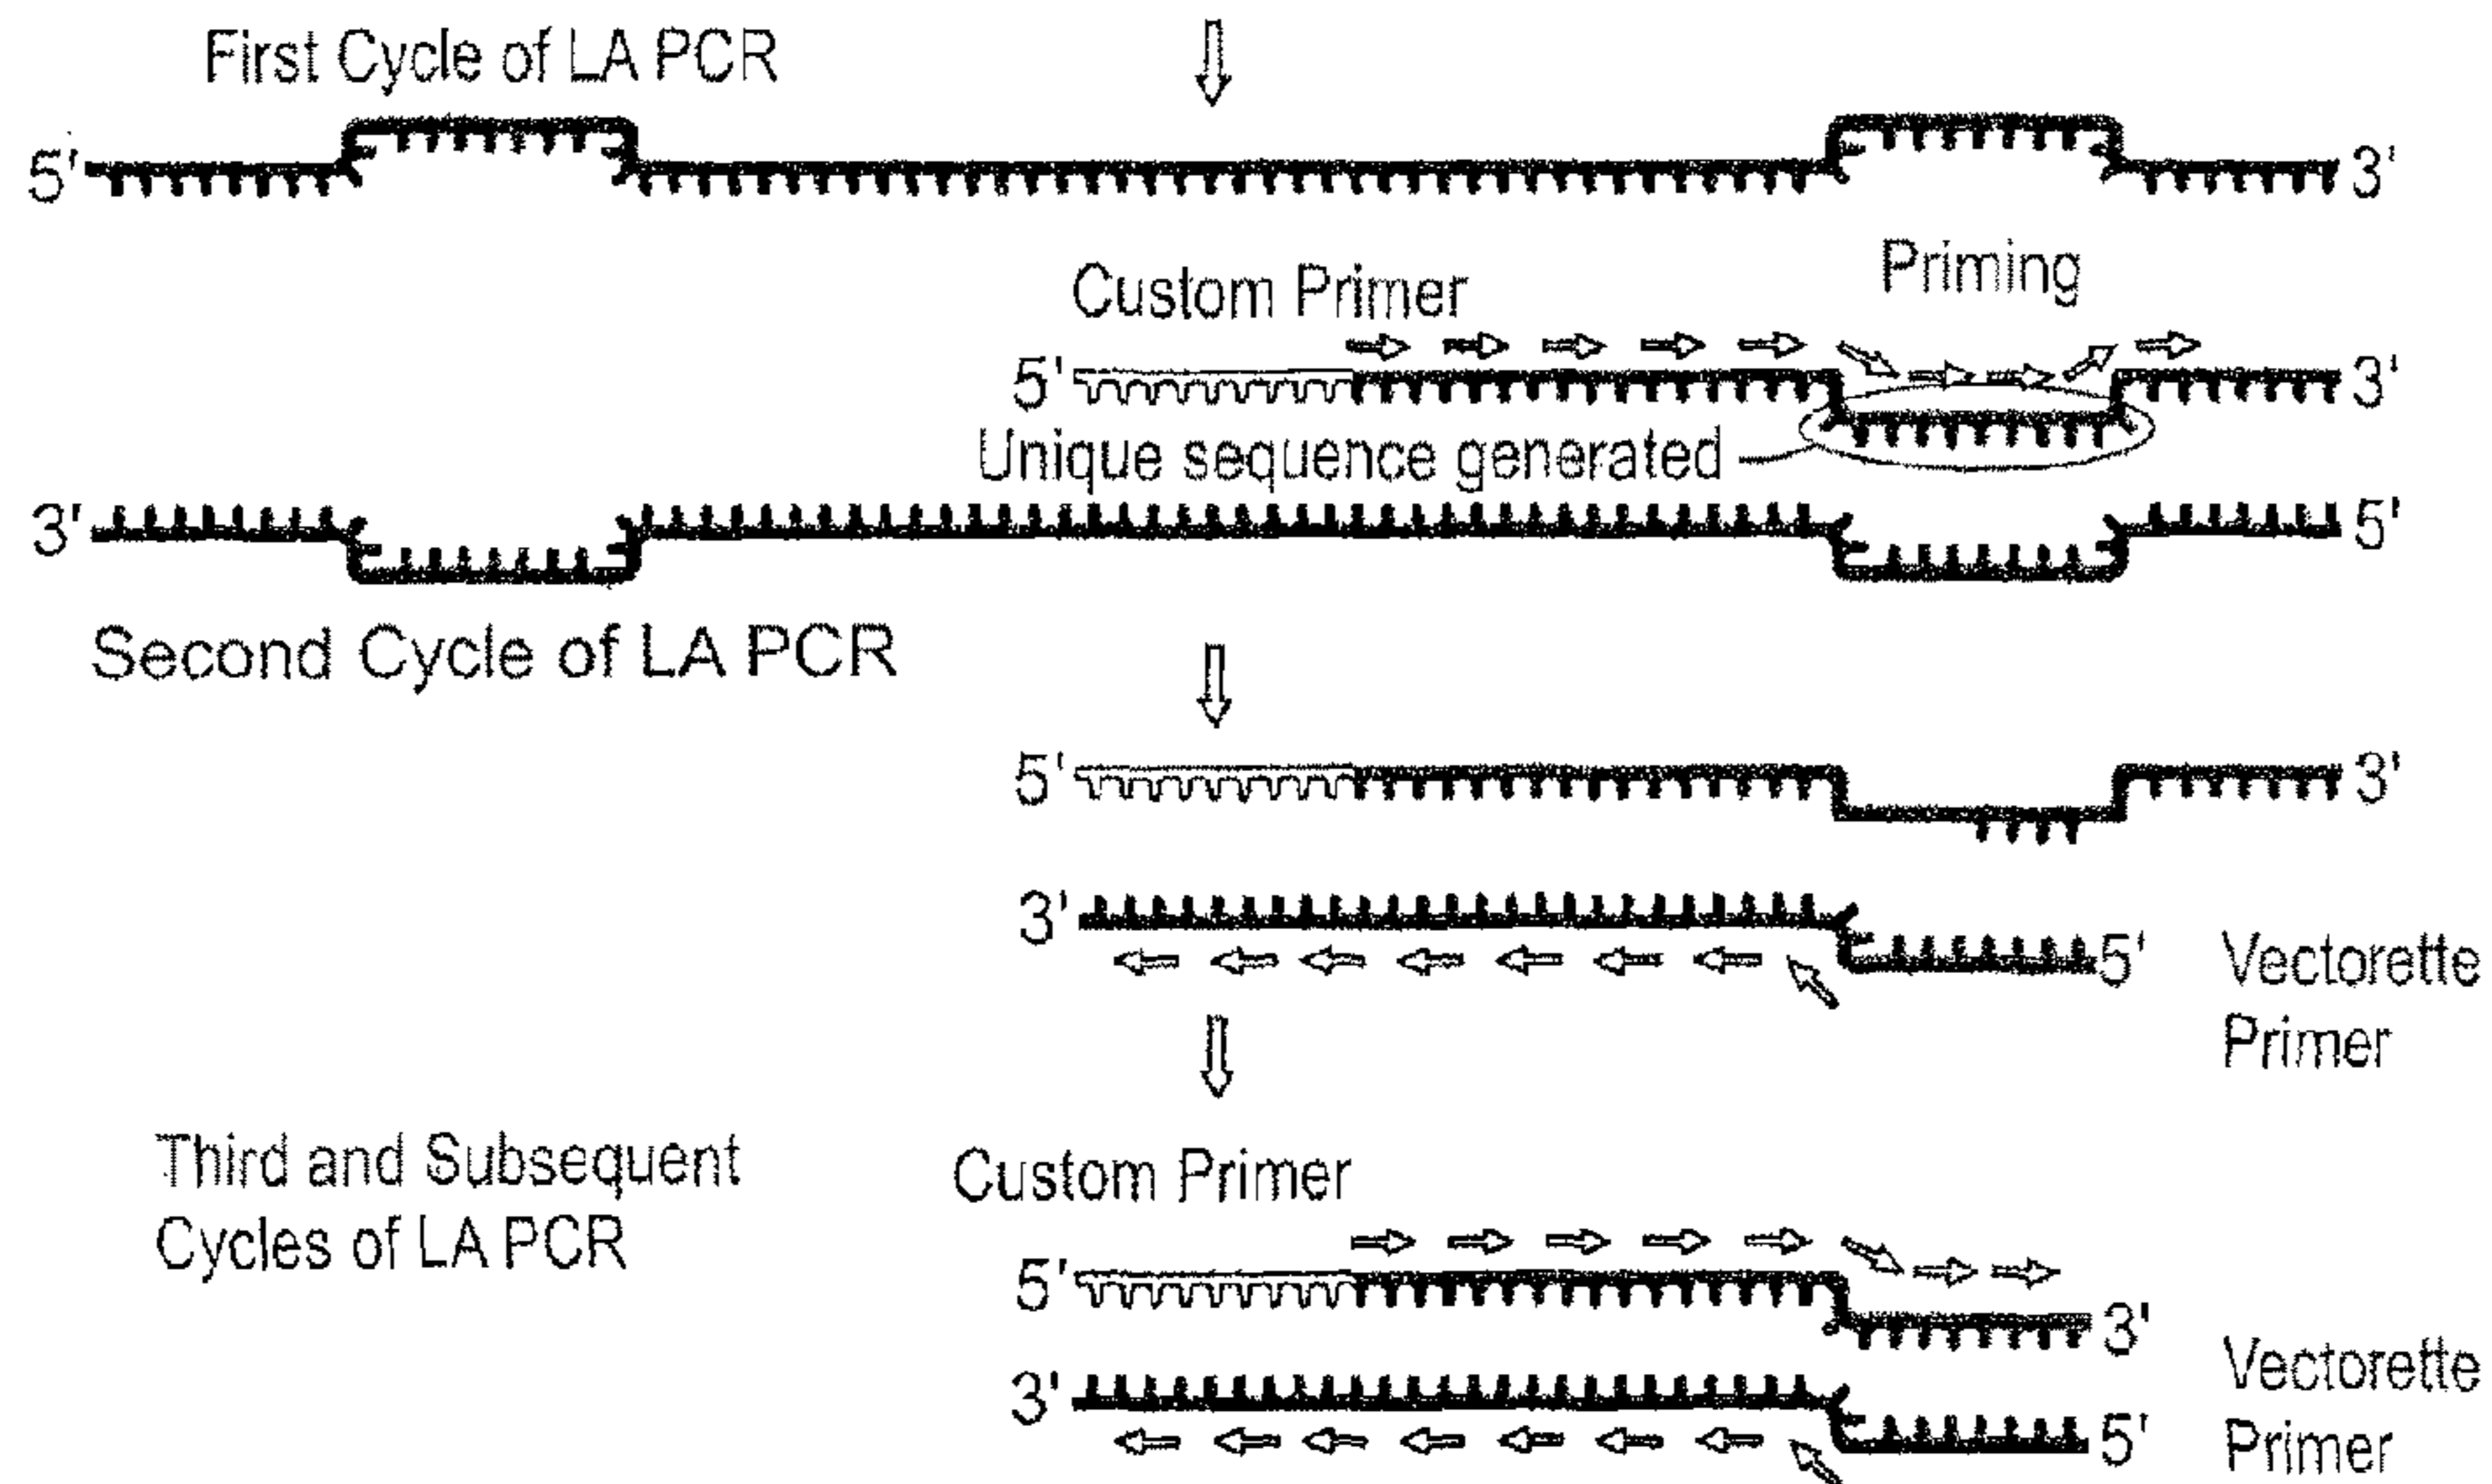 First Cycle of LA PCR
5' 3'
Custom Primer
Priming
5' 3'
Unique sequence generated
3' 5'
Second Cycle of LA PCR
5' 3'
3' 5'
Vectorette
Primer
Third and Subsequent
Cycles of LA PCR
Custom Primer
5' 3'
3' 5'
Vectorette
Primer